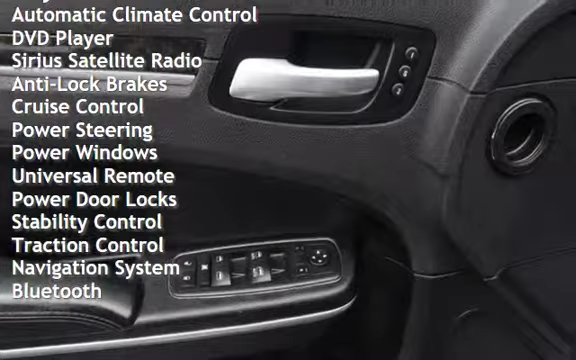 Automatic Climate Control
DVD Player
Sirius Satellite Radio
Anti-Lock Brakes
Cruise Control
Power Steering
Power Windows
Universal Remote
Power Door Locks
Stability Control
Traction Control
Navigation System
Bluetooth